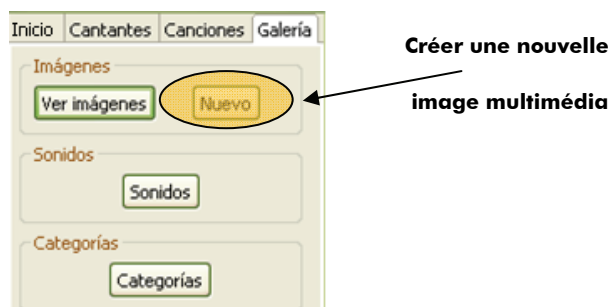 Inicio Cantantes Canciones Galería
Imágenes
Ver imágenes Nuevo
Sonidos
Sonidos
Categorías
Categorías
Créer une nouvelle
image multimédia